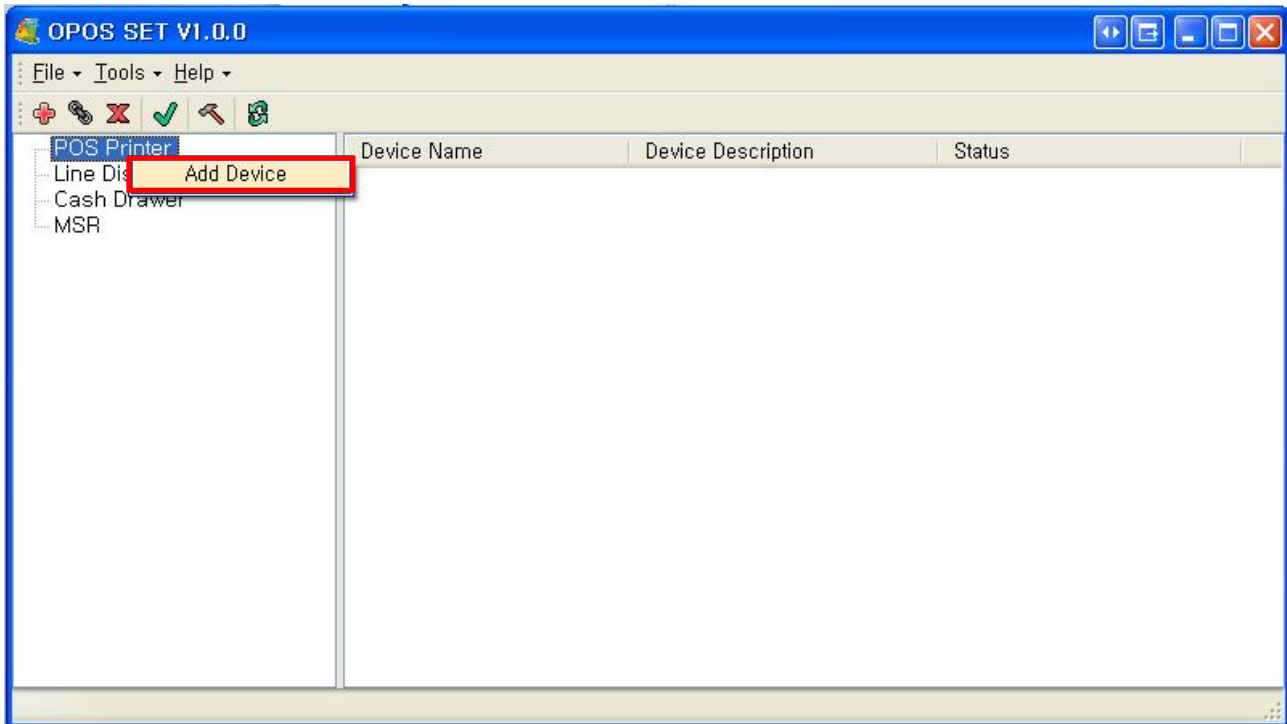 OPOS SET V1.0.0
File Tools Help
POS Printer
Device Name Device Description Status
Line Dis
Add Device
Cash Drawer
MSR